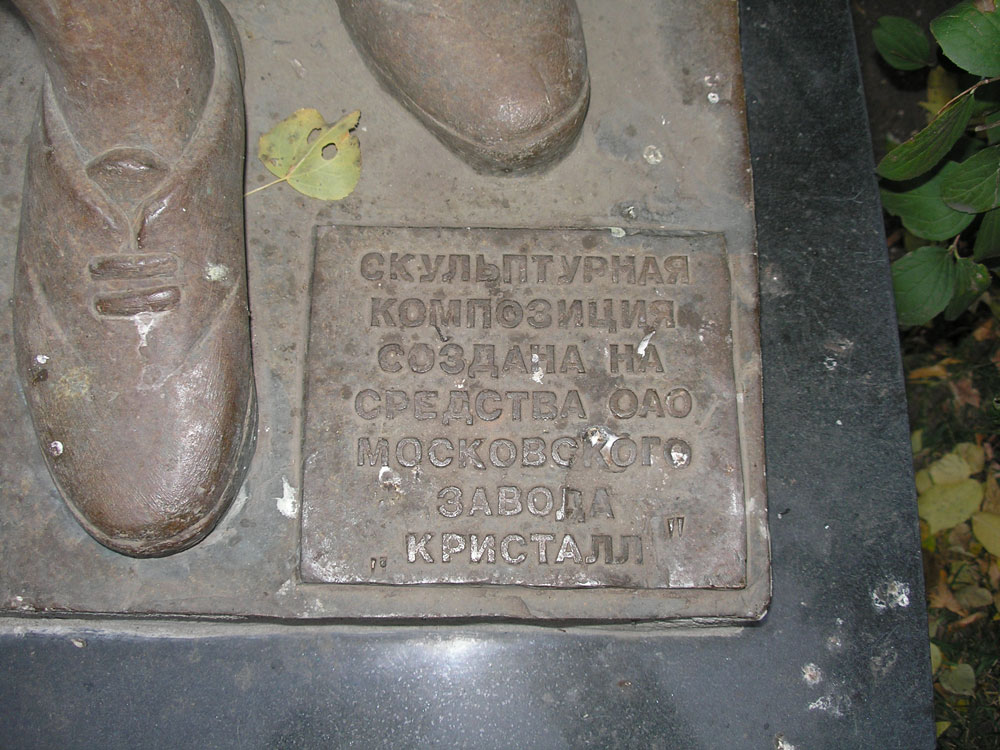 СКУЛЬПТУРНАЯ
КОМПОЗИЦИЯ
СОЗДАНА НА
СРЕДСТВА ОАО
МОСКОВСКОГО
ЗАВОДА
„КРИСТАЛЛ"